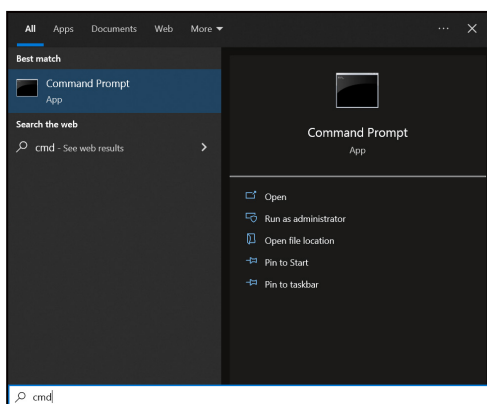 All Apps Documents Web More
Best match
Command Prompt
App
Search the web
cmd - See web results
Command Prompt
App
Open
Run as administrator
Open file location
Pin to Start
Pin to taskbar
cmd